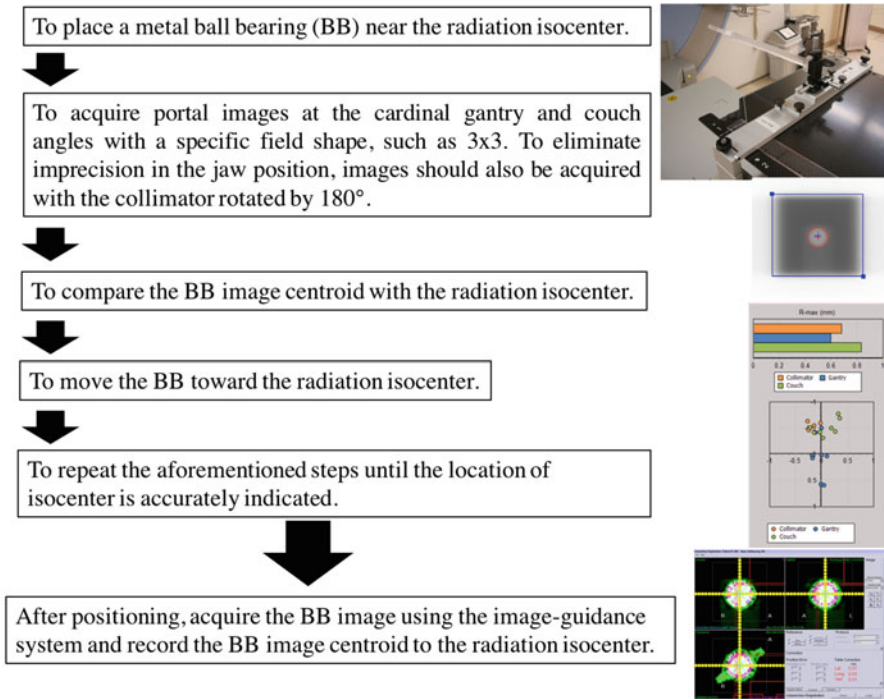 To place a metal ball bearing (BB) near the radiation isocenter.
To acquire portal images at the cardinal gantry and couch
angles with a specific field shape, such as 3x3. To eliminate
imprecision in the jaw position, images should also be acquired
with the collimator rotated by 180°.
To compare the BB image centroid with the radiation isocenter.
To move the BB toward the radiation isocenter.
To repeat the aforementioned steps until the location of
isocenter is accurately indicated.
After positioning, acquire the BB image using the image-guidance
system and record the BB image centroid to the radiation isocenter.
R-max (mm)
0 0.2 0.4 0.6 0.8 1
Collimator Gantry
Couch
-1
-1 -0.5 0 0.5 1
0.5
1
Collimator Gantry
Couch